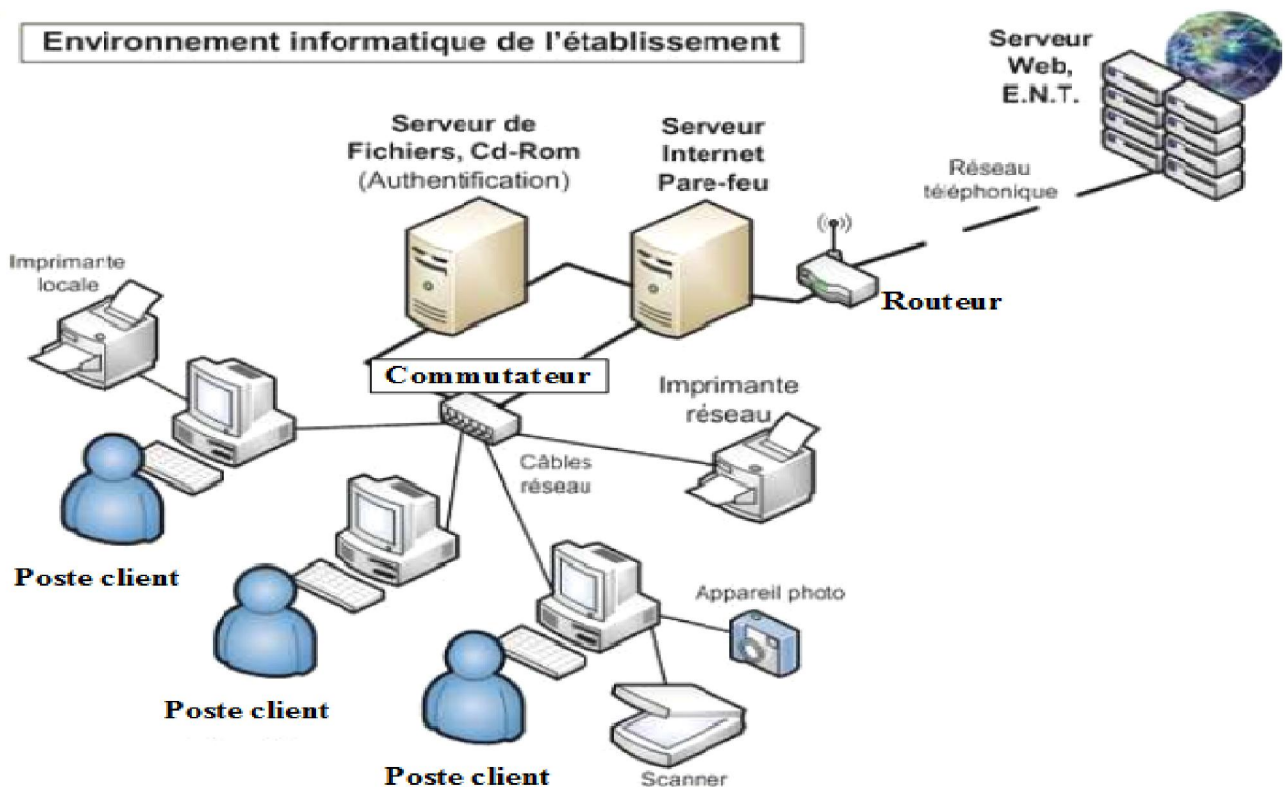 Environnement informatique de l'établissement
Serveur
Web,
E.N.T.
Serveur de
Fichiers, Cd-Rom
(Authentification)
Serveur
Internet
Pare-feu
Réseau
téléphonique
Imprimante
locale
Routeur
Commutateur
Imprimante
réseau
Câbles
réseau
Poste client
Appareil photo
Poste client
Poste client
Scanner